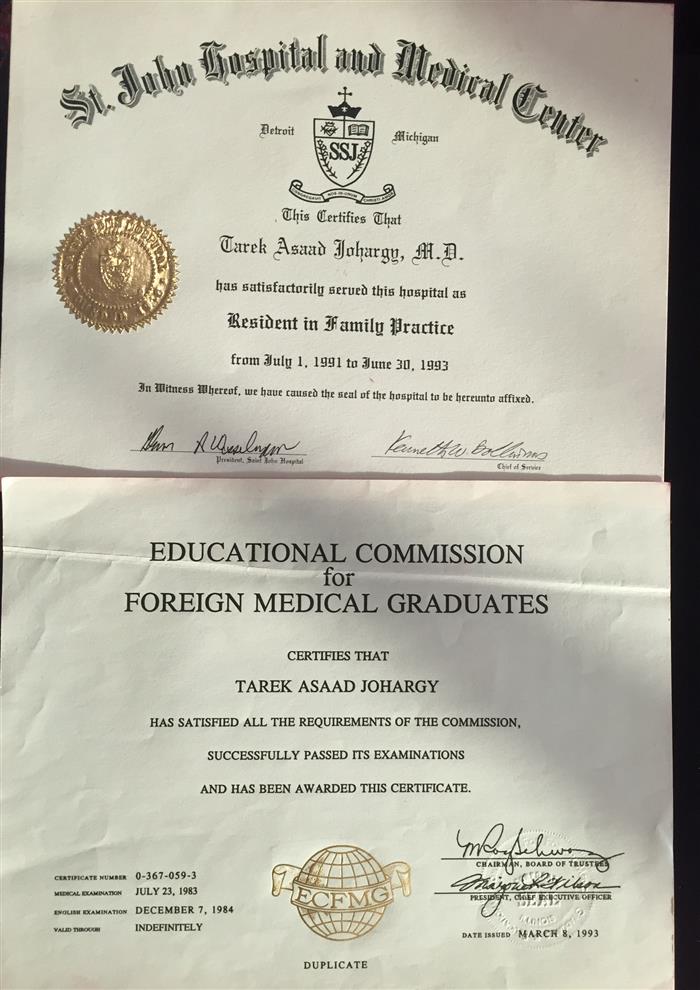 St. John Hospital and Medical Center
Detroit Michigan
SSJ
This Certifies That
Tarek Asaad Johargy, M.D.
has satisfactorily served this hospital as
Resident in Family Practice
from July 1, 1991 to June 30, 1993
In Witness Whereof, we have caused the seal of the hospital to be hereunto affixed.
President, Saint John Hospital
Chief of Service
EDUCATIONAL COMMISSION
for
FOREIGN MEDICAL GRADUATES
CERTIFIES THAT
TAREK ASAAD JOHARGY
HAS SATISFIED ALL THE REQUIREMENTS OF THE COMMISSION,
SUCCESSFULLY PASSED ITS EXAMINATIONS
AND HAS BEEN AWARDED THIS CERTIFICATE.
CHAIRMAN, BOARD OF TRUSTEES
CERTIFICATE NUMBER 0-367-059-3
MEDICAL EXAMINATION JULY 23, 1983
ENGLISH EXAMINATION DECEMBER 7, 1984
VALID THROUGH INDEFINITELY
ECFMG
PRESIDENT, CHIEF EXECUTIVE OFFICER
DATE ISSUED MARCH 8, 1993
DUPLICATE